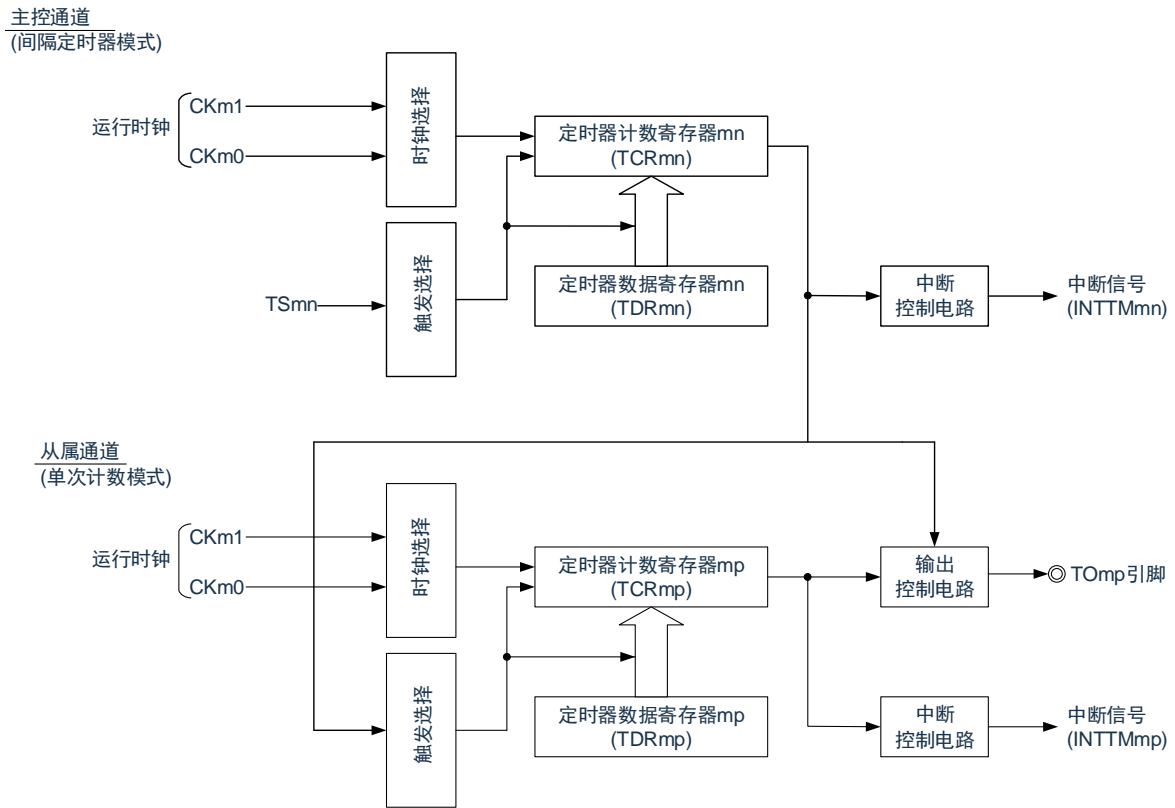 主控通道
(间隔定时器模式)
运行时钟
CKm1
CKm0
时钟选择
定时器计数寄存器mn
(TCRmn)
TSmn
触发选择
定时器数据寄存器mn
(TDRmn)
中断
控制电路
中断信号
(INTTMmn)
从属通道
(单次计数模式)
运行时钟
CKm1
CKm0
时钟选择
定时器计数寄存器mp
(TCRmp)
输出
控制电路
TOmp引脚
触发选择
定时器数据寄存器mp
(TDRmp)
中断
控制电路
中断信号
(INTTMmp)